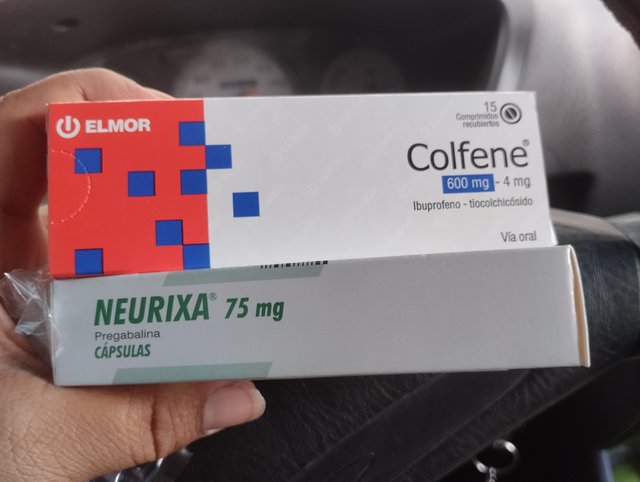 ELMOR
15
Comprimidos
recubiertos
Colfene®
600 mg - 4 mg
Ibuprofeno - tiocolchicósido
Vía oral
NEURIXA® 75 mg
Pregabalina
CÁPSULAS